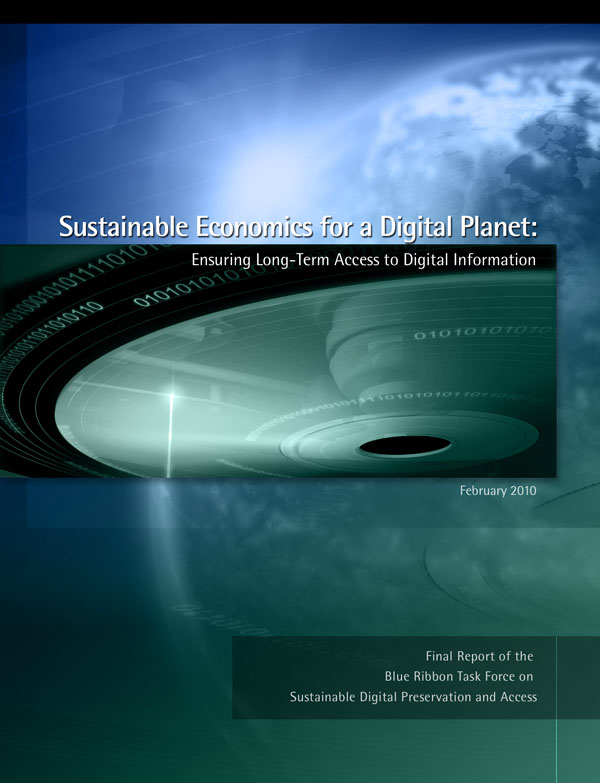 Sustainable Economics for a Digital Planet:
Ensuring Long-Term Access to Digital Information
February 2010
Final Report of the
Blue Ribbon Task Force on
Sustainable Digital Preservation and Access